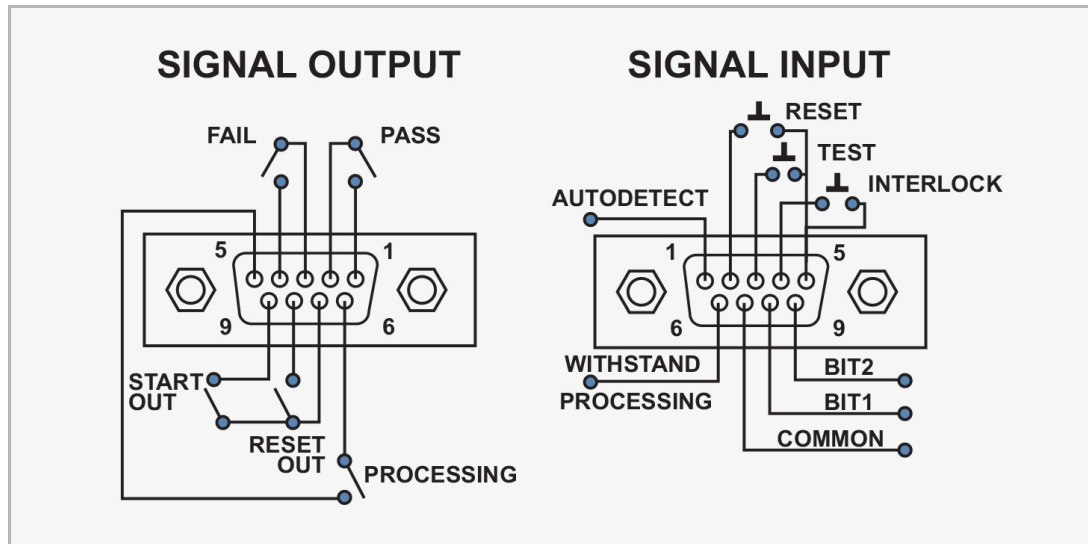 SIGNAL OUTPUT
FAIL
PASS
5
1
9
6
START
OUT
RESET
OUT
PROCESSING
SIGNAL INPUT
RESET
TEST
INTERLOCK
AUTODETECT
1
5
6
9
WITHSTAND
PROCESSING
BIT2
BIT1
COMMON